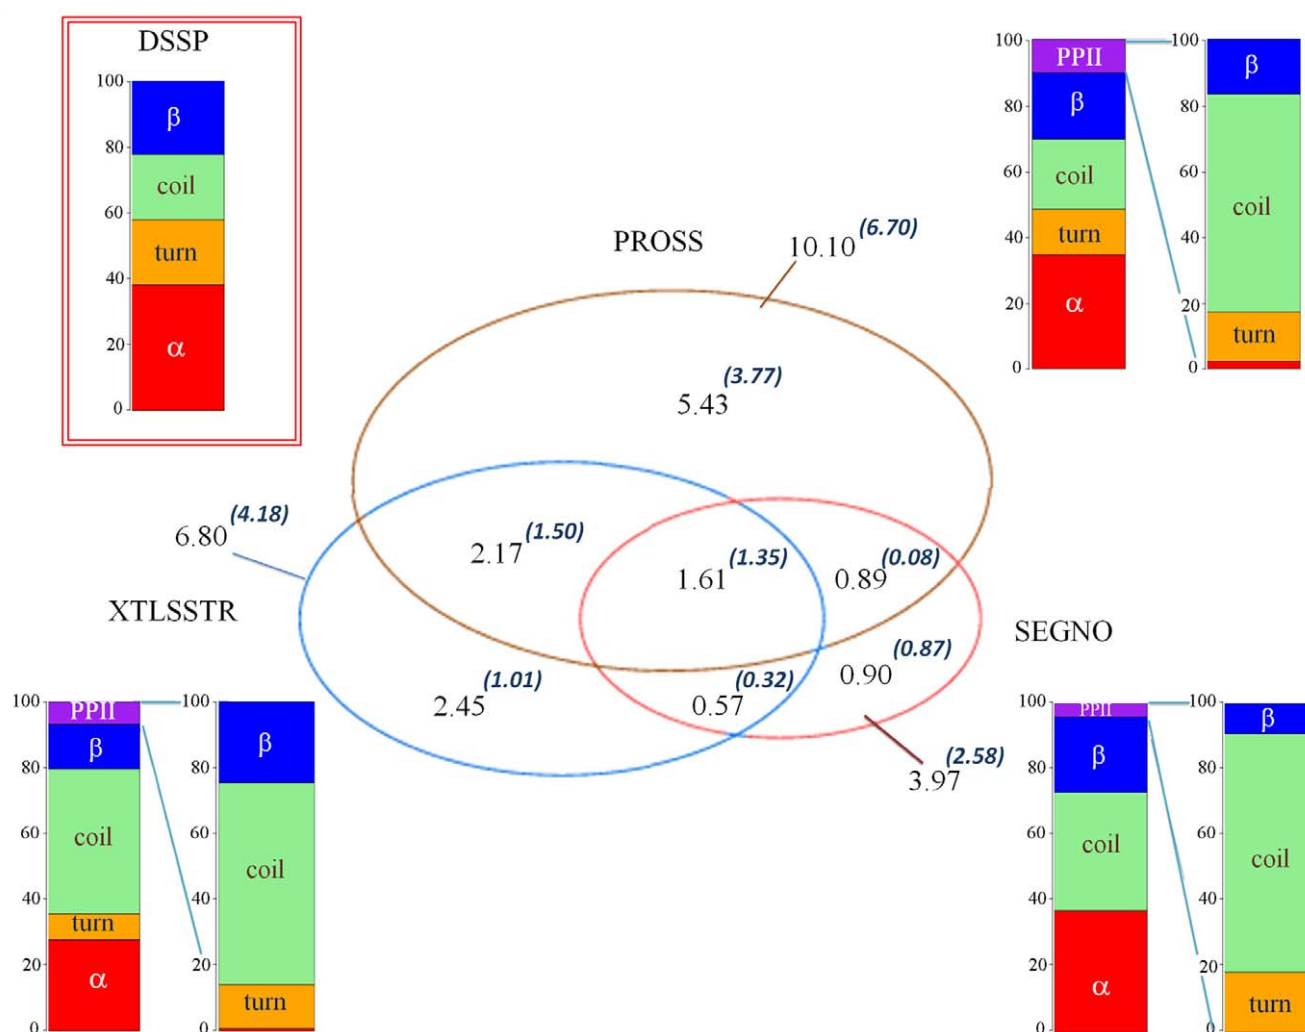 DSSP
100
80
60
40
20
0
β
coil
turn
α
100
80
60
40
20
0
PPII
β
coil
turn
α
100
80
60
40
20
0
β
coil
turn
PROSS
10.10 (6.70)
5.43 (3.77)
6.80 (4.18)
2.17 (1.50)
1.61 (1.35)
0.89 (0.08)
XTLSSTR
SEGNO
2.45 (1.01)
0.57 (0.32)
0.90 (0.87)
3.97 (2.58)
100
80
60
40
20
0
PPII
β
coil
turn
α
100
80
60
40
20
0
β
coil
turn
100
80
60
40
20
0
PPII
β
coil
α
100
80
60
40
20
0
β
coil
turn